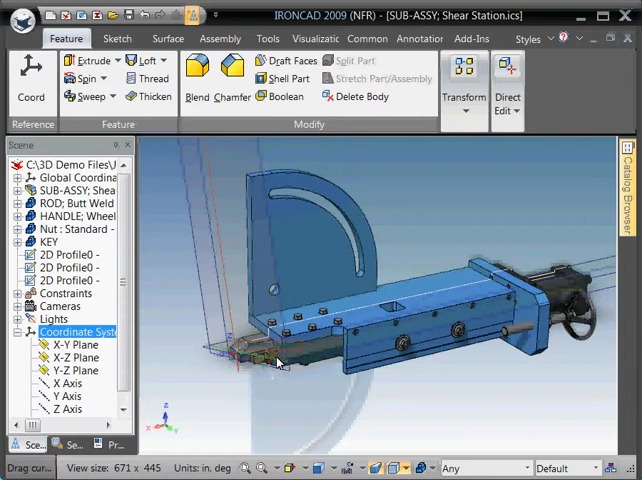 IRONCAD 2009 (NFR) - [SUB-ASSY; Shear Station.ics]
Feature Sketch Surface Assembly Tools Visualizatic Common Annotation Add-Ins Styles
Extrude Loft Draft Faces Split Part
Spin Thread Shell Part Stretch Part/Assembly
Sweep Thicken Boolean Delete Body
Coord Blend Chamfer Transform Direct Edit
Reference Feature Modify
Scene
C:\3D Demo Files\U
Global Coordina
SUB-ASSY; Shea
ROD; Butt Weld
HANDLE; Wheel
Nut : Standard -
KEY
2D Profile0 -
2D Profile0 -
2D Profile0 -
Constraints
Cameras
Lights
Coordinate Syste
X-Y Plane
X-Z Plane
Y-Z Plane
X Axis
Y Axis
Z Axis
Catalog Browser
Sce... Se... Pr...
Drag cur... View size: 671 x 445 Units: in. deg Any Default